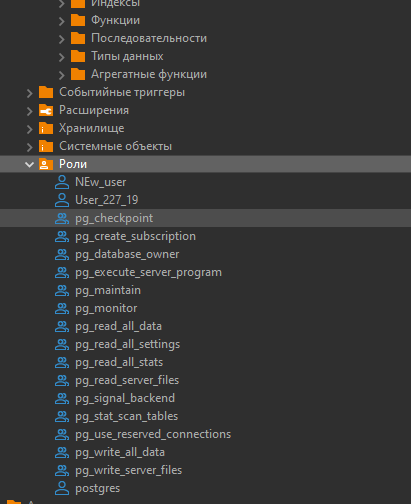 Индексы
Функции
Последовательности
Типы данных
Агрегатные функции
Событийные триггеры
Расширения
Хранилище
Системные объекты
Роли
NEw_user
User_227_19
pg_checkpoint
pg_create_subscription
pg_database_owner
pg_execute_server_program
pg_maintain
pg_monitor
pg_read_all_data
pg_read_all_settings
pg_read_all_stats
pg_read_server_files
pg_signal_backend
pg_stat_scan_tables
pg_use_reserved_connections
pg_write_all_data
pg_write_server_files
postgres